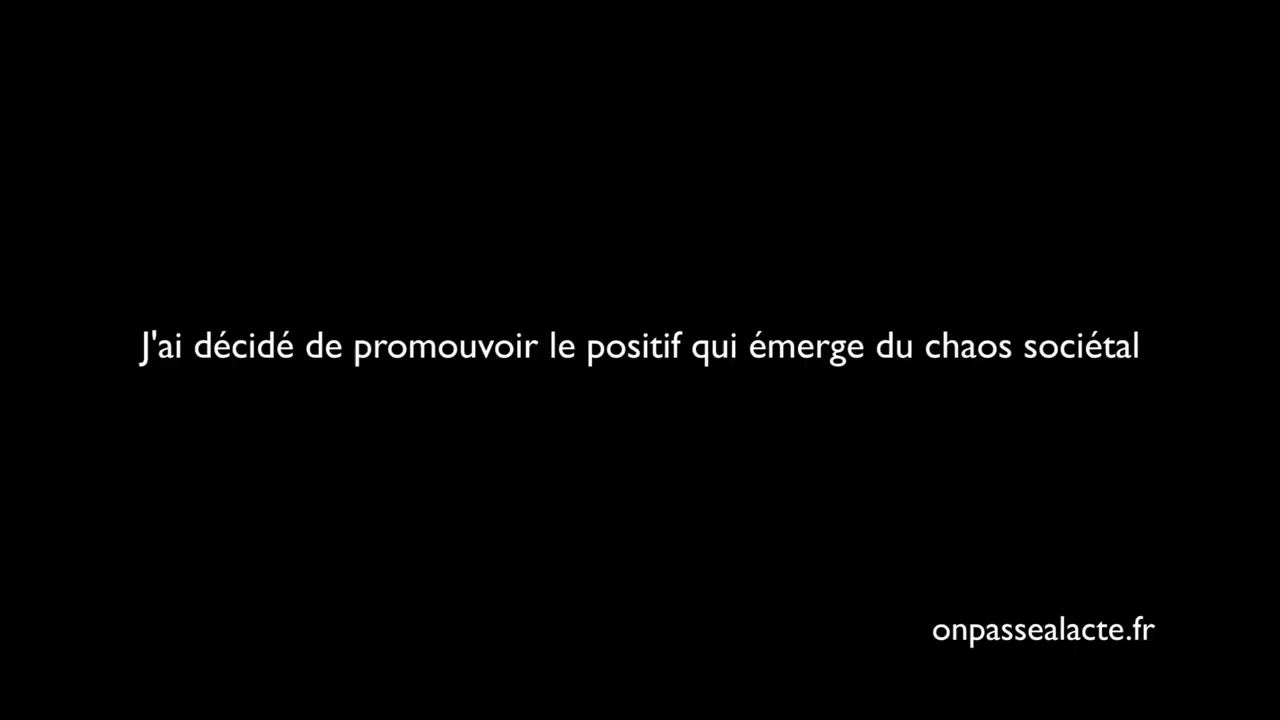 J'ai décidé de promouvoir le positif qui émerge du chaos sociétal
onpassealacte.fr